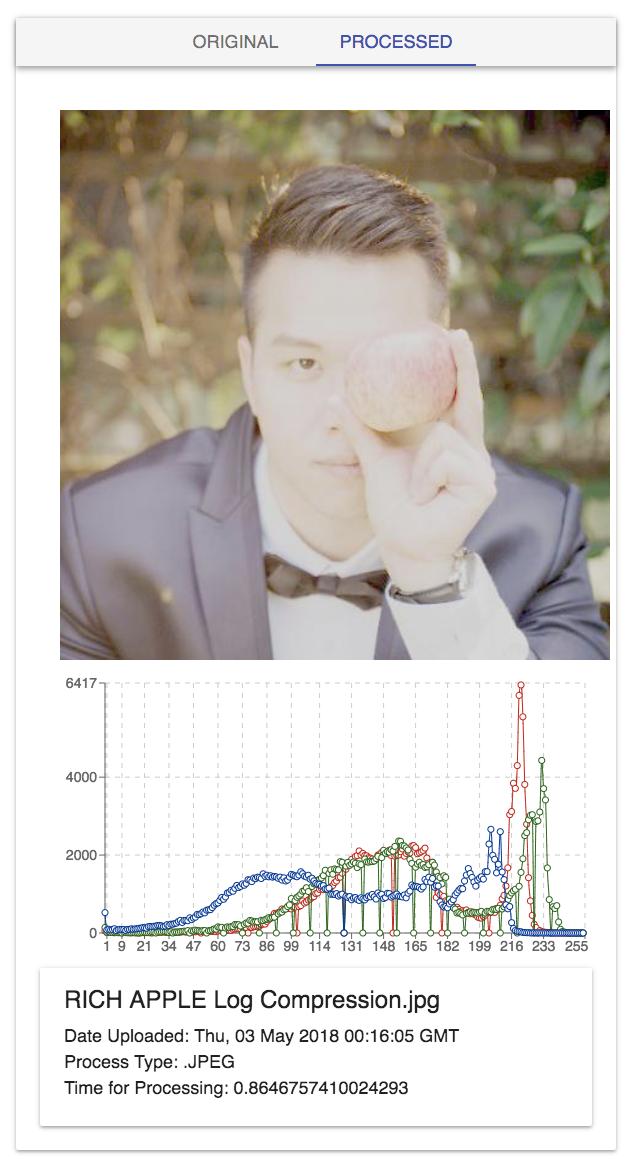 ORIGINAL PROCESSED
6417
4000
2000
0
1 9 21 34 47 60 73 86 99 114 131 148 165 182 199 216 233 255
RICH APPLE Log Compression.jpg
Date Uploaded: Thu, 03 May 2018 00:16:05 GMT
Process Type: .JPEG
Time for Processing: 0.8646757410024293